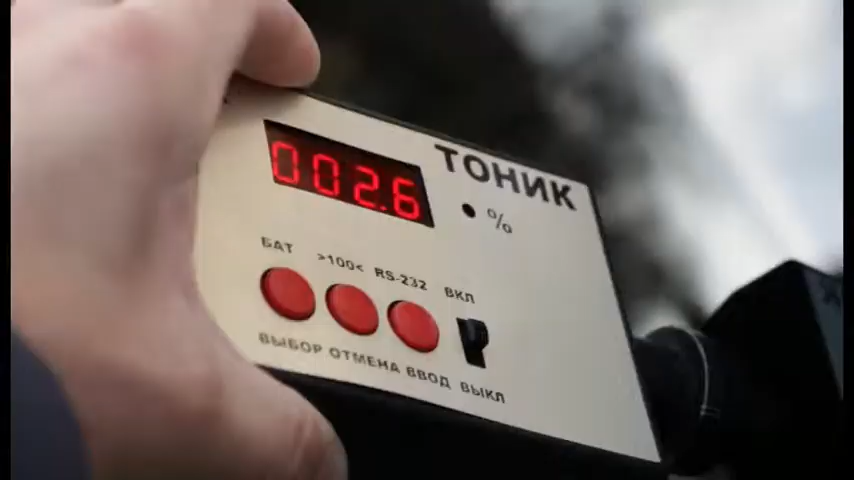 ТОНИК
002.6
%
БАТ >100< RS-232 ВКЛ
ВЫБОР ОТМЕНА ВВОД ВЫКЛ